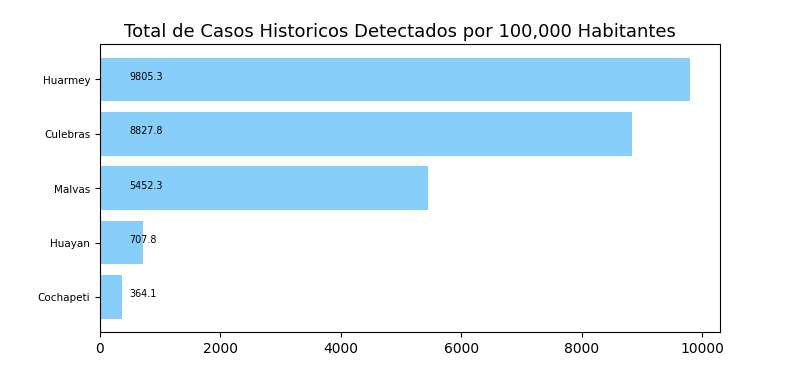 Total de Casos Historicos Detectados por 100,000 Habitantes
Huarmey 9805.3
Culebras 8827.8
Malvas 5452.3
Huayan 707.8
Cochapeti 364.1
0 2000 4000 6000 8000 10000